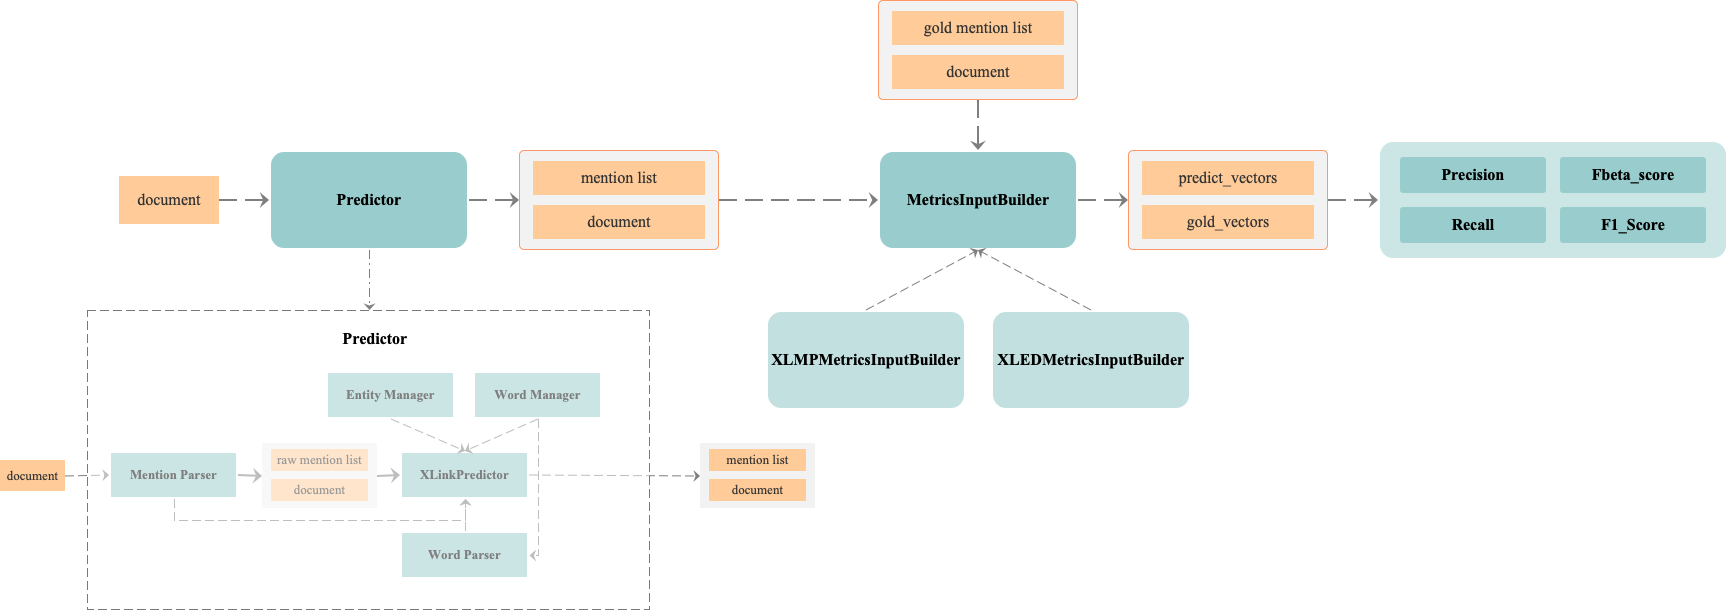 gold mention list
document
document
Predictor
mention list
document
MetricsInputBuilder
predict_vectors
gold_vectors
Precision
Fbeta_score
Recall
F1_Score
XLMPMetricsInputBuilder
XLEDMetricsInputBuilder
Predictor
Entity Manager
Word Manager
document
Mention Parser
raw mention list
document
XLinkPredictor
mention list
document
Word Parser